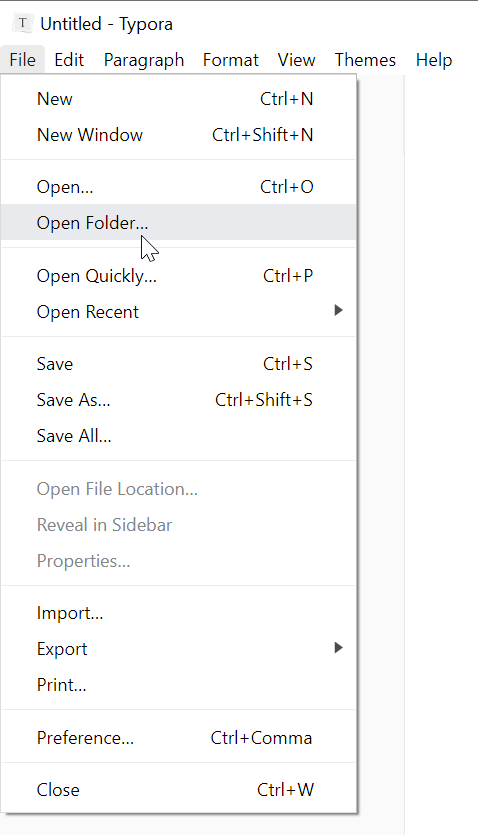 T Untitled - Typora
File Edit Paragraph Format View Themes Help
New Ctrl+N
New Window Ctrl+Shift+N
Open... Ctrl+O
Open Folder...
Open Quickly... Ctrl+P
Open Recent
Save Ctrl+S
Save As... Ctrl+Shift+S
Save All...
Open File Location...
Reveal in Sidebar
Properties...
Import...
Export
Print...
Preference... Ctrl+Comma
Close Ctrl+W